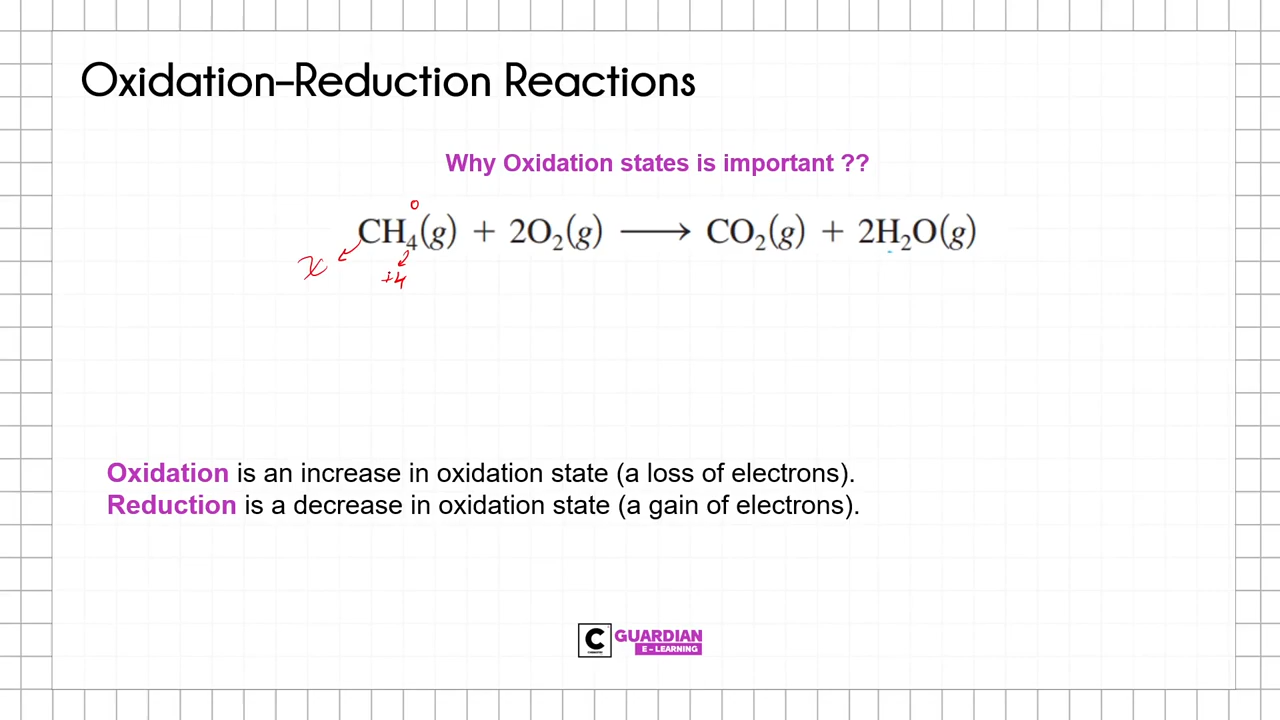 Oxidation–Reduction Reactions
Why Oxidation states is important ??
0
CH₄(g) + 2O₂(g) ⟶ CO₂(g) + 2H₂O(g)
x
+4
Oxidation is an increase in oxidation state (a loss of electrons).
Reduction is a decrease in oxidation state (a gain of electrons).
C GUARDIAN
E - LEARNING